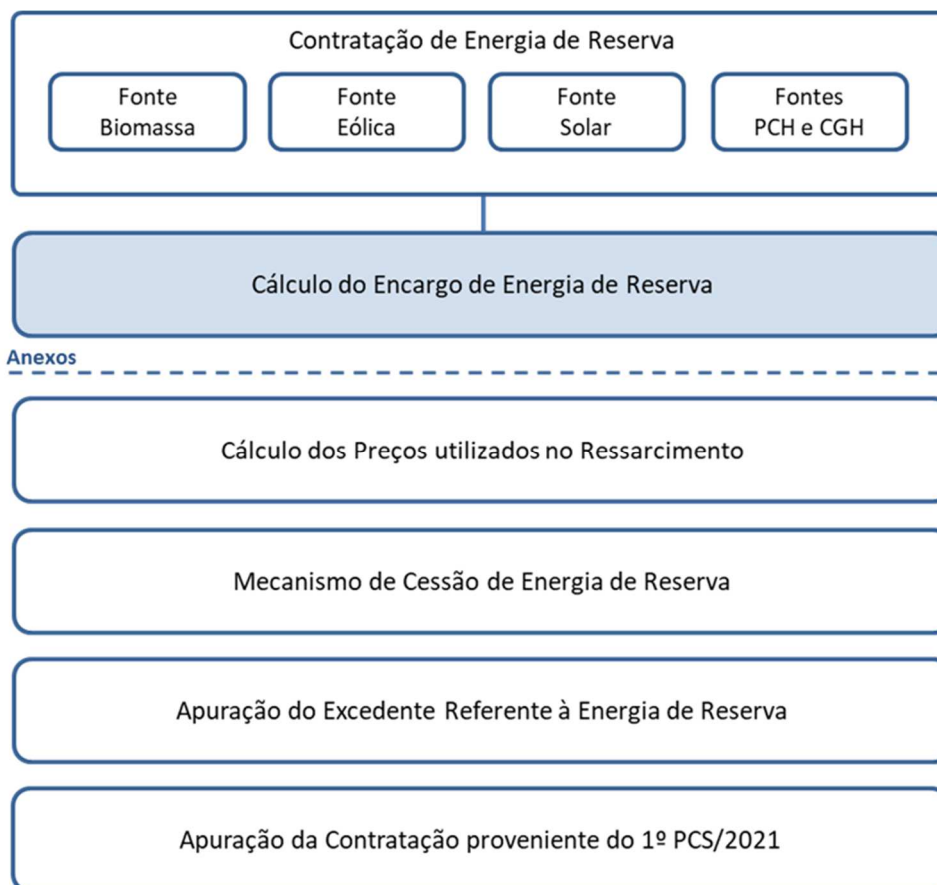 Contratação de Energia de Reserva
Fonte
Biomassa
Fonte
Eólica
Fonte
Solar
Fontes
PCH e CGH
Cálculo do Encargo de Energia de Reserva
Anexos
Cálculo dos Preços utilizados no Ressarcimento
Mecanismo de Cessão de Energia de Reserva
Apuração do Excedente Referente à Energia de Reserva
Apuração da Contratação proveniente do 1º PCS/2021